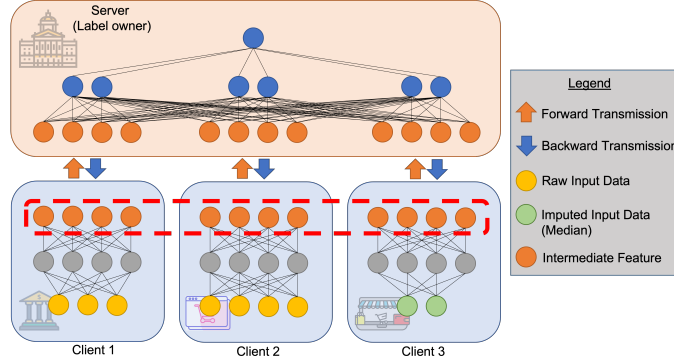 Server
(Label owner)
Legend
Forward Transmission
Backward Transmission
Raw Input Data
Imputed Input Data
(Median)
Intermediate Feature
Client 1
Client 2
Client 3